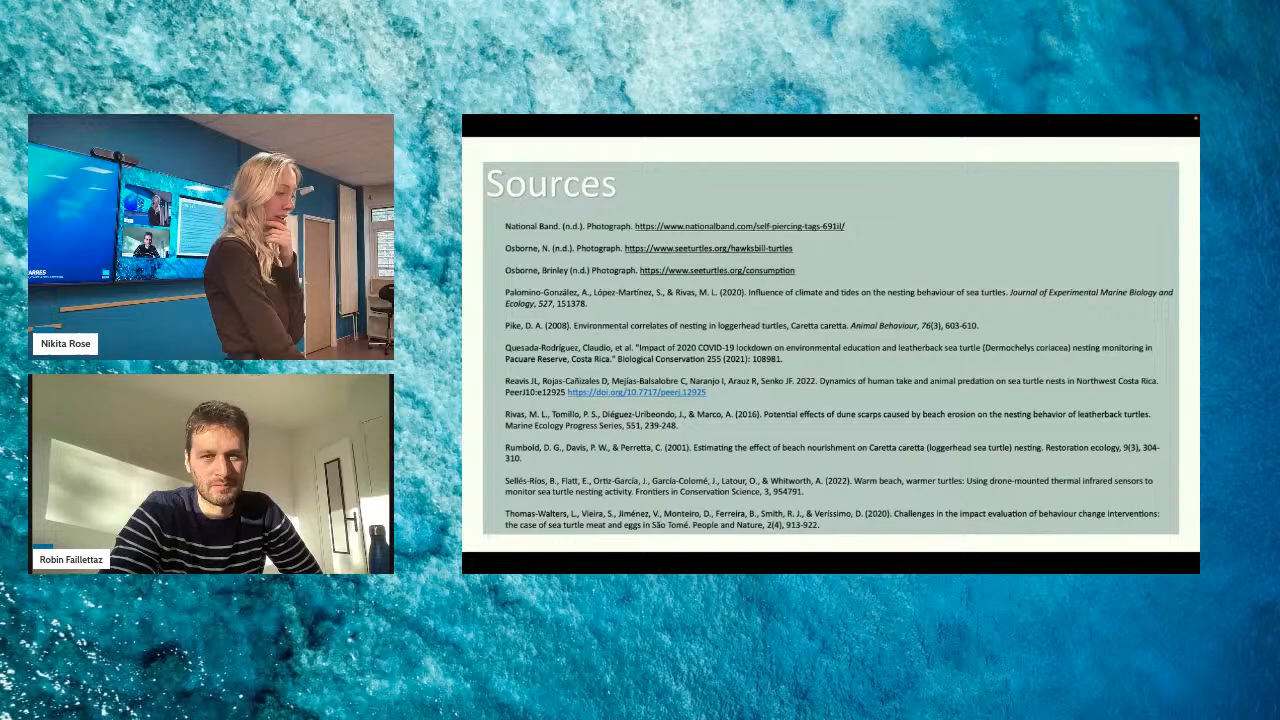 ARRES
Nikita Rose
Robin Faillettaz
Sources
National Band. (n.d.). Photograph. https://www.nationalband.com/self-piercing-tags-691il/
Osborne, N. (n.d.). Photograph. https://www.seeturtles.org/hawksbill-turtles
Osborne, Brinley (n.d.) Photograph. https://www.seeturtles.org/consumption
Palomino-González, A., López-Martínez, S., & Rivas, M. L. (2020). Influence of climate and tides on the nesting behaviour of sea turtles. Journal of Experimental Marine Biology and
Ecology, 527, 151378.
Pike, D. A. (2008). Environmental correlates of nesting in loggerhead turtles, Caretta caretta. Animal Behaviour, 76(3), 603-610.
Quesada-Rodríguez, Claudio, et al. "Impact of 2020 COVID-19 lockdown on environmental education and leatherback sea turtle (Dermochelys coriacea) nesting monitoring in
Pacuare Reserve, Costa Rica." Biological Conservation 255 (2021): 108981.
Reavis JL, Rojas-Cañizales D, Mejías-Balsalobre C, Naranjo I, Arauz R, Senko JF. 2022. Dynamics of human take and animal predation on sea turtle nests in Northwest Costa Rica.
PeerJ10:e12925 https://doi.org/10.7717/peerj.12925
Rivas, M. L., Tomillo, P. S., Diéguez-Uribeondo, J., & Marco, A. (2016). Potential effects of dune scarps caused by beach erosion on the nesting behavior of leatherback turtles.
Marine Ecology Progress Series, 551, 239-248.
Rumbold, D. G., Davis, P. W., & Perretta, C. (2001). Estimating the effect of beach nourishment on Caretta caretta (loggerhead sea turtle) nesting. Restoration ecology, 9(3), 304-
310.
Sellés-Ríos, B., Flatt, E., Ortiz-García, J., García-Colomé, J., Latour, O., & Whitworth, A. (2022). Warm beach, warmer turtles: Using drone-mounted thermal infrared sensors to
monitor sea turtle nesting activity. Frontiers in Conservation Science, 3, 954791.
Thomas-Walters, L., Vieira, S., Jiménez, V., Monteiro, D., Ferreira, B., Smith, R. J., & Veríssimo, D. (2020). Challenges in the impact evaluation of behaviour change interventions:
the case of sea turtle meat and eggs in São Tomé. People and Nature, 2(4), 913-922.